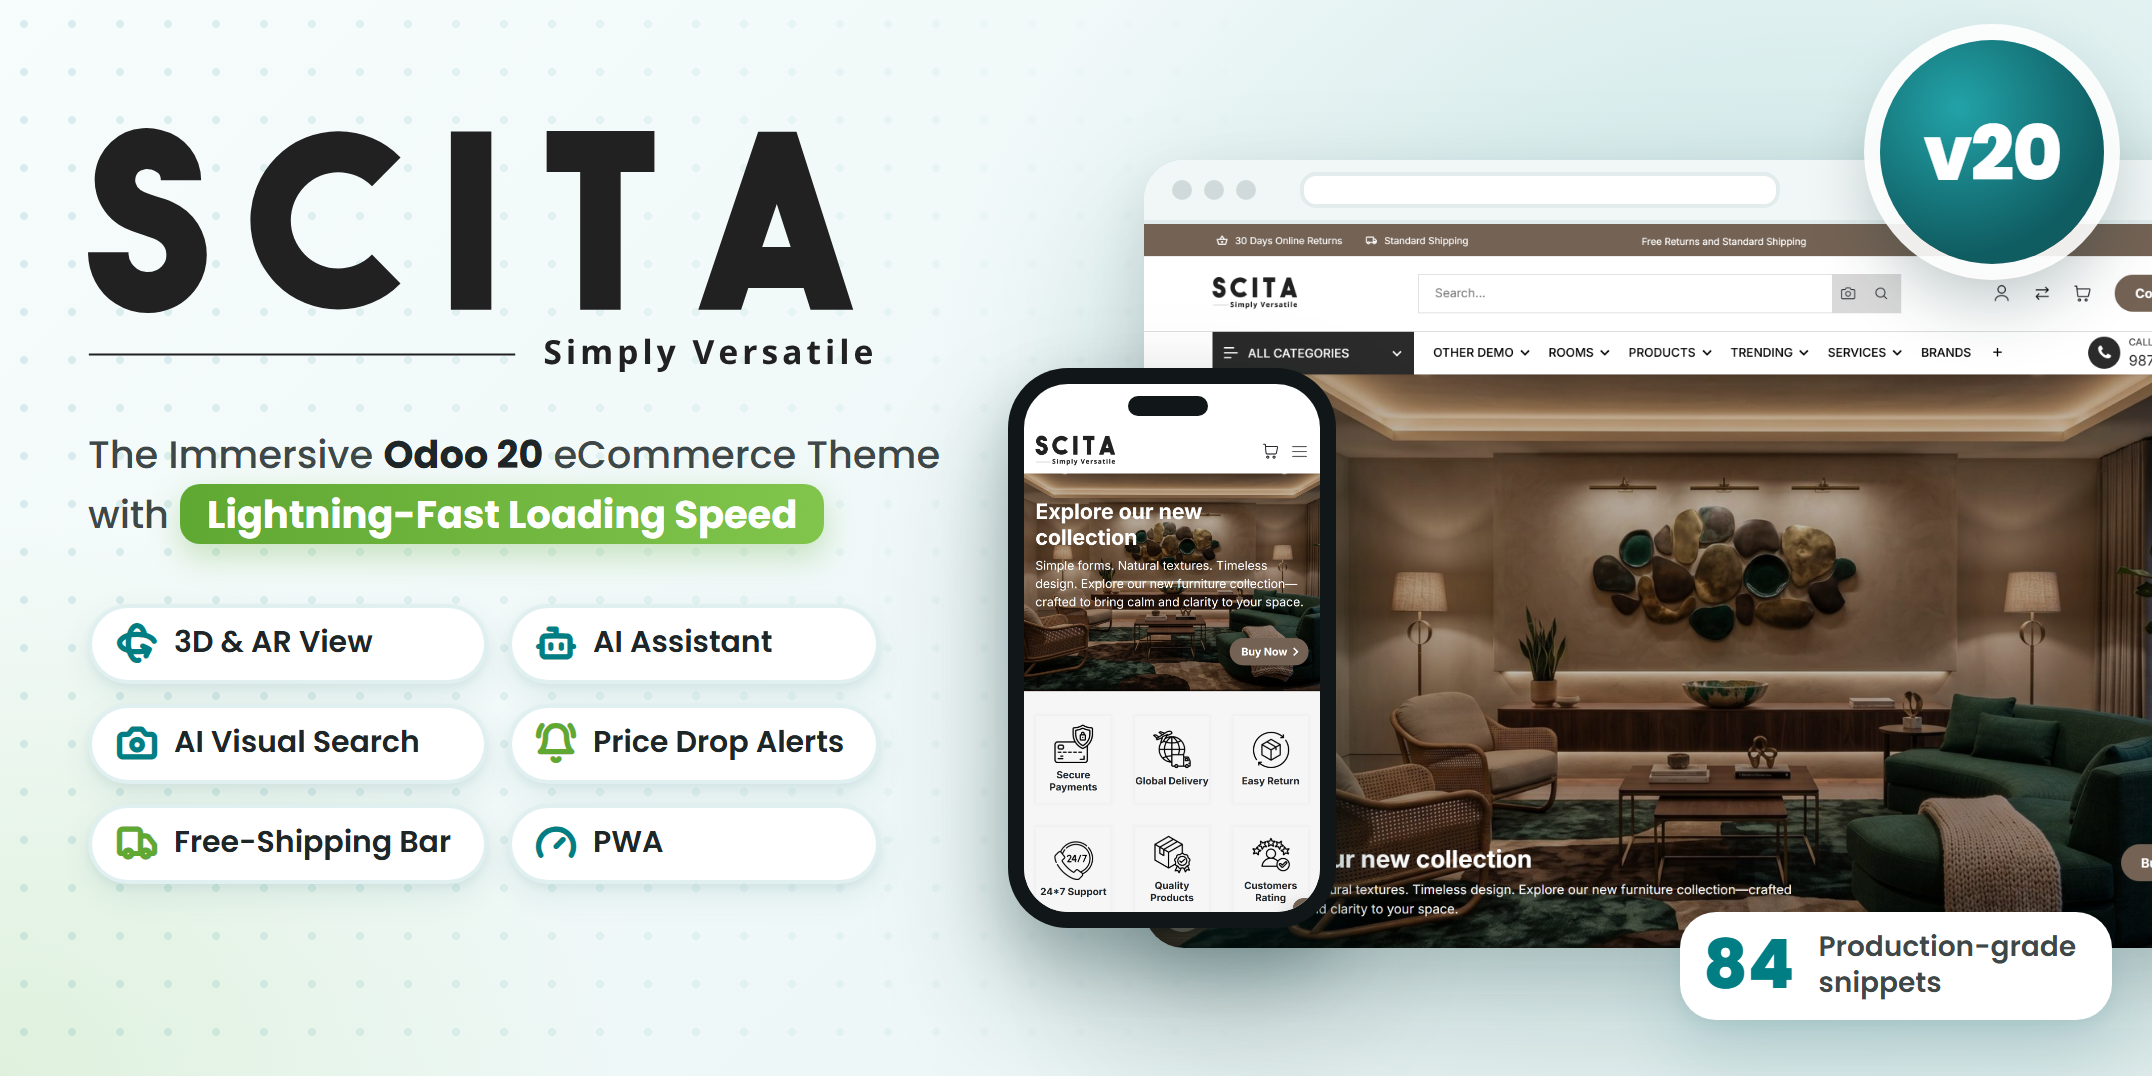 SCITA
Simply Versatile
The Immersive Odoo 20 eCommerce Theme
with Lightning-Fast Loading Speed
3D & AR View
AI Assistant
AI Visual Search
Price Drop Alerts
Free-Shipping Bar
PWA
v20
30 Days Online Returns
Standard Shipping
Free Returns and Standard Shipping
SCITA
Simply Versatile
Search...
Co
ALL CATEGORIES
OTHER DEMO
ROOMS
PRODUCTS
TRENDING
SERVICES
BRANDS
+
CALL
987
SCITA
Simply Versatile
Explore our new
collection
Simple forms. Natural textures. Timeless
design. Explore our new furniture collection—
crafted to bring calm and clarity to your space.
Buy Now
Secure
Payments
Global Delivery
Easy Return
24/7
24*7 Support
Quality
Products
Customers
Rating
ur new collection
ural textures. Timeless design. Explore our new furniture collection—crafted
d clarity to your space.
Bu
84
Production-grade
snippets